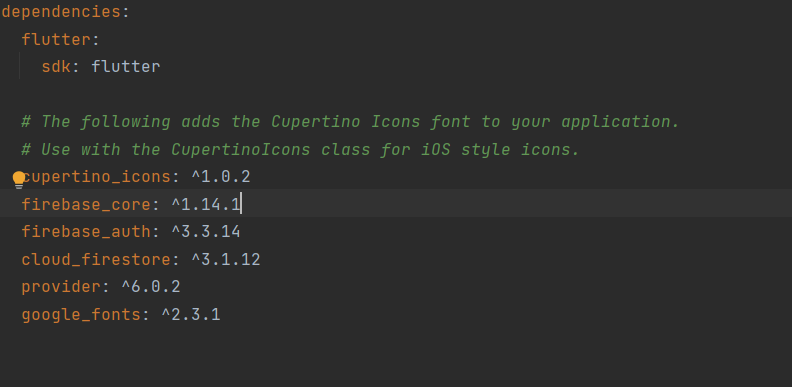 dependencies:
flutter:
sdk: flutter
# The following adds the Cupertino Icons font to your application.
# Use with the CupertinoIcons class for iOS style icons.
cupertino_icons: ^1.0.2
firebase_core: ^1.14.1
firebase_auth: ^3.3.14
cloud_firestore: ^3.1.12
provider: ^6.0.2
google_fonts: ^2.3.1